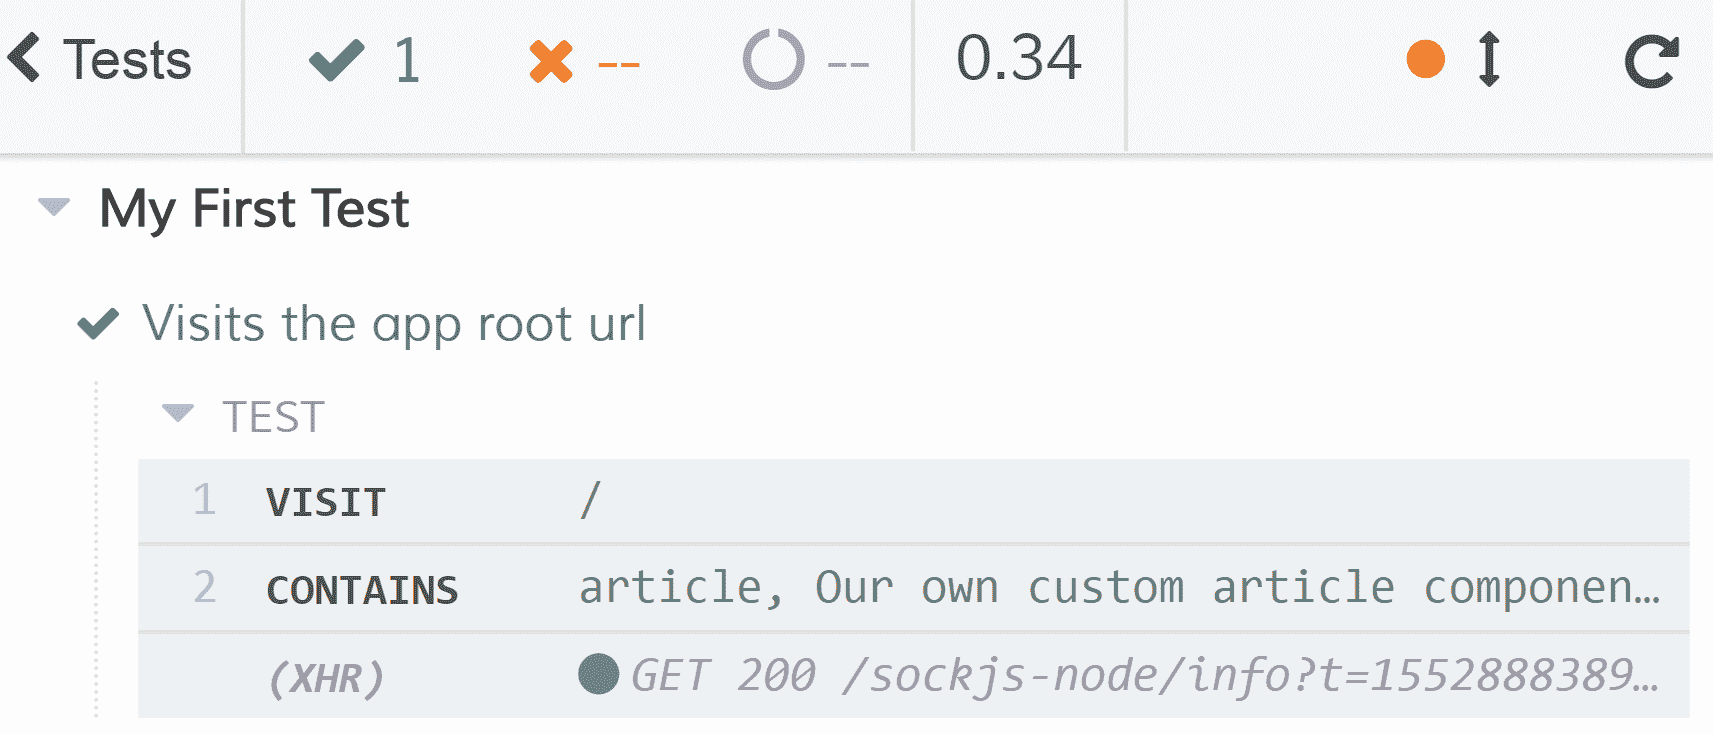 Tests 1 -- -- 0.34
My First Test
Visits the app root url
TEST
1 VISIT /
2 CONTAINS article, Our own custom article componen…
(XHR) GET 200 /sockjs-node/info?t=1552888389…